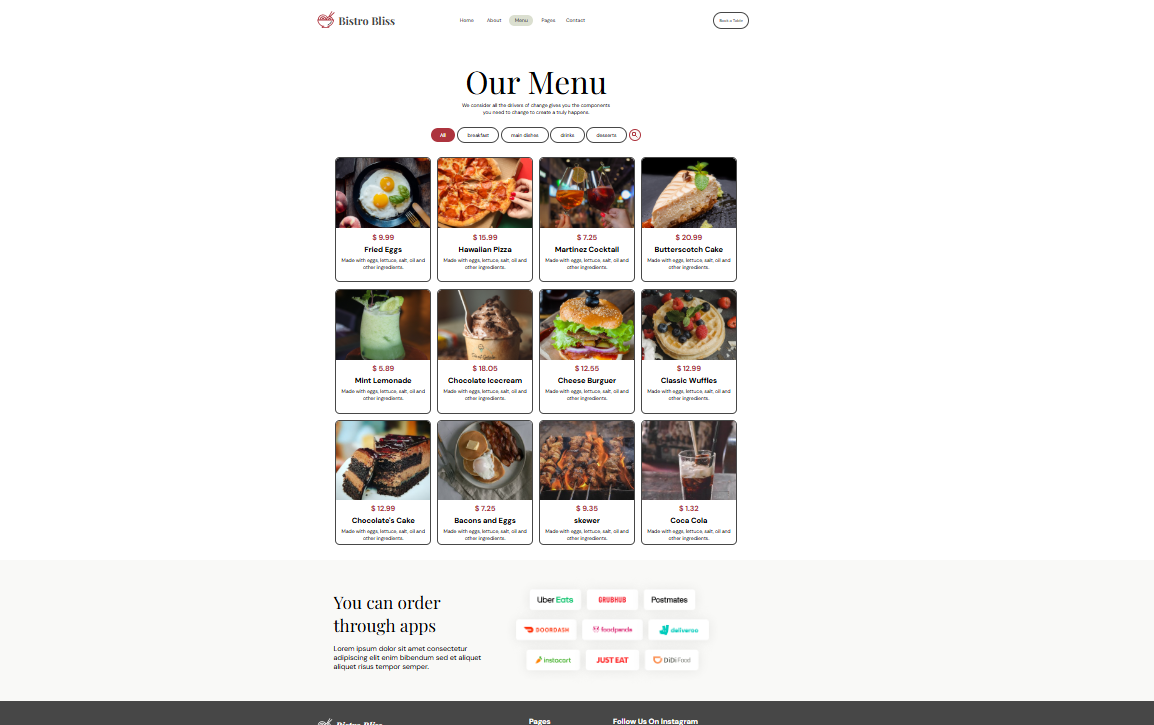 Bistro Bliss
Home
About
Menu
Pages
Contact
Book a Table
Our Menu
We consider all the drivers of change gives you the components
you need to change to create a truly happens.
All
breakfast
main dishes
drinks
desserts
$ 9.99
Fried Eggs
Made with eggs, lettuce, salt, oil and
other ingredients.
$ 15.99
Hawaiian Pizza
Made with eggs, lettuce, salt, oil and
other ingredients.
$ 7.25
Martinez Cocktail
Made with eggs, lettuce, salt, oil and
other ingredients.
$ 20.99
Butterscotch Cake
Made with eggs, lettuce, salt, oil and
other ingredients.
$ 5.89
Mint Lemonade
Made with eggs, lettuce, salt, oil and
other ingredients.
$ 18.05
Chocolate Icecream
Made with eggs, lettuce, salt, oil and
other ingredients.
$ 12.55
Cheese Burguer
Made with eggs, lettuce, salt, oil and
other ingredients.
$ 12.99
Classic Wuffles
Made with eggs, lettuce, salt, oil and
other ingredients.
$ 12.99
Chocolate's Cake
Made with eggs, lettuce, salt, oil and
other ingredients.
$ 7.25
Bacons and Eggs
Made with eggs, lettuce, salt, oil and
other ingredients.
$ 9.35
skewer
Made with eggs, lettuce, salt, oil and
other ingredients.
$ 1.32
Coca Cola
Made with eggs, lettuce, salt, oil and
other ingredients.
You can order
through apps
Lorem ipsum dolor sit amet consectetur
adipiscing elit enim bibendum sed et aliquet
aliquet risus tempor semper.
Uber Eats
GRUBHUB
Postmates
DOORDASH
foodpanda
deliveroo
instacart
JUST EAT
DiDi Food
Bistro Bliss
Pages
Follow Us On Instagram